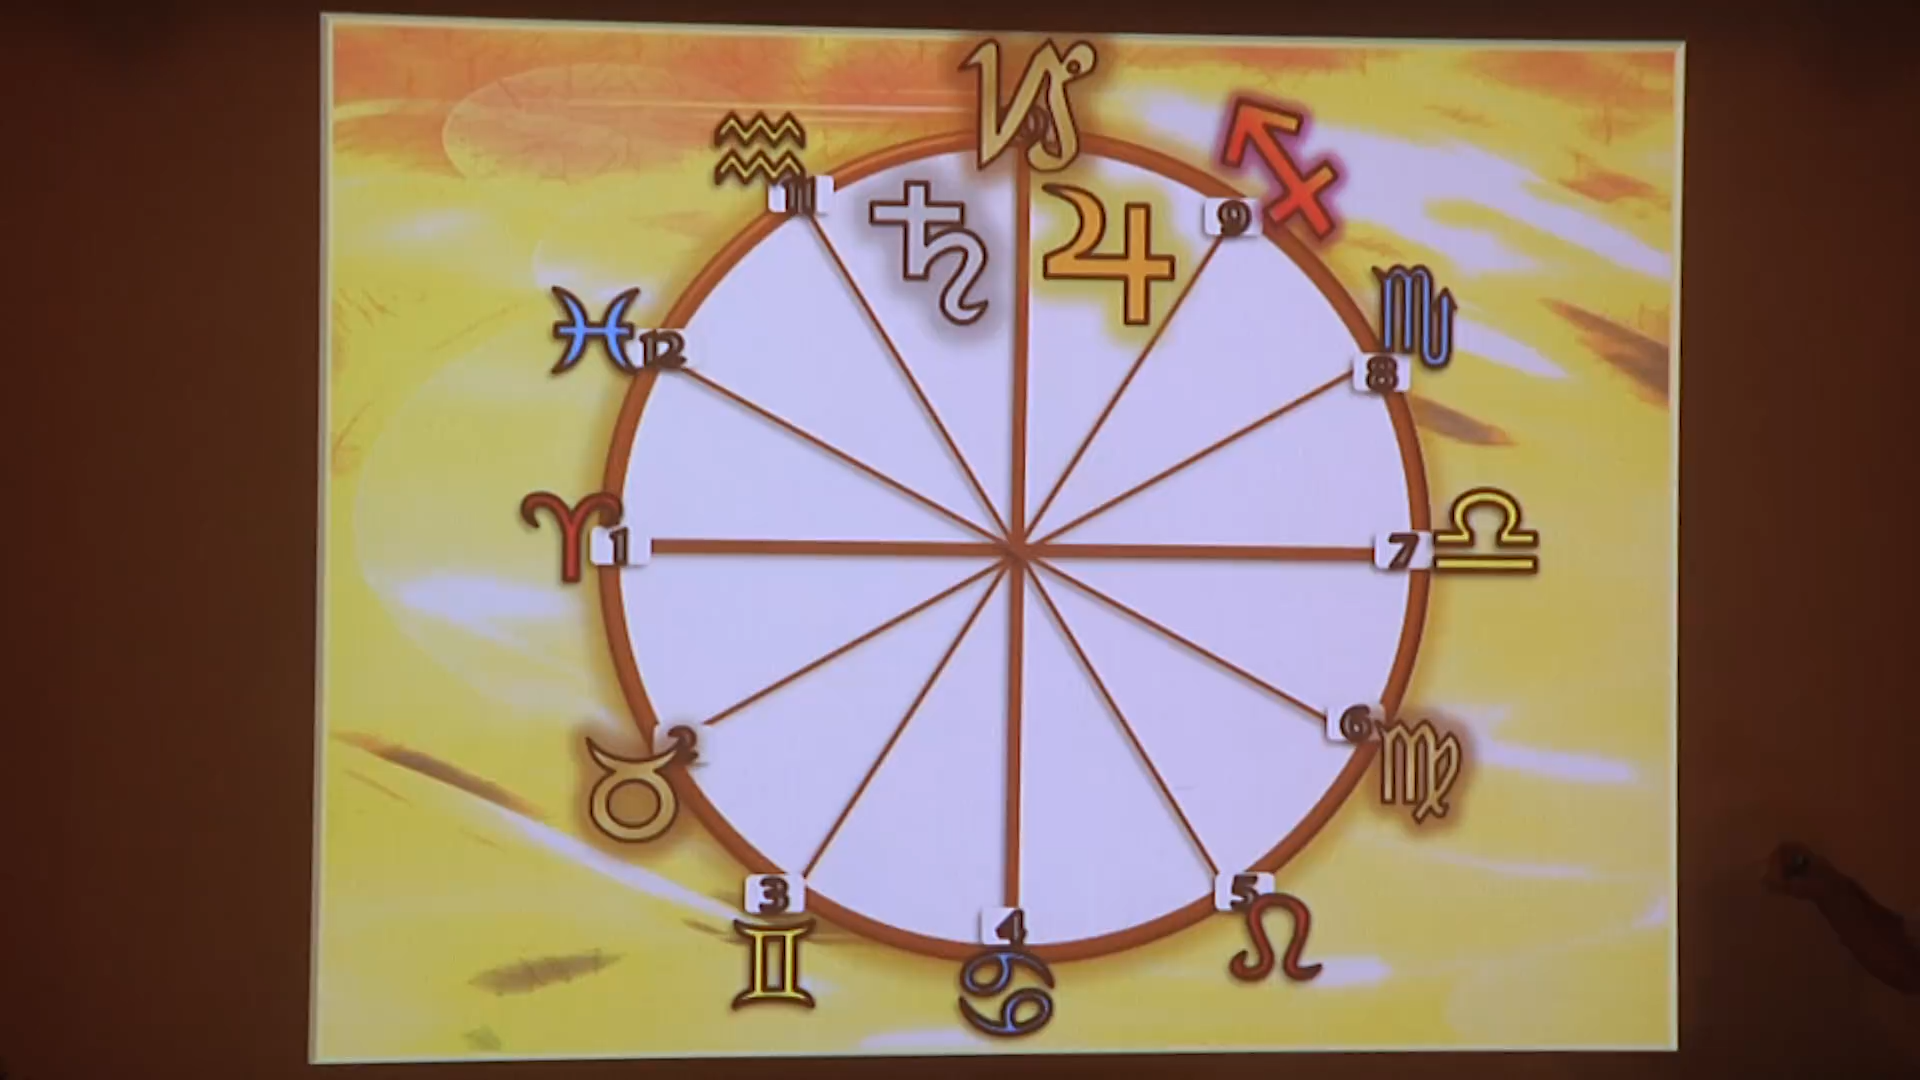 ♑
♒ ♐
11 ♄ ♃ 9
♓ 12 ♏
8
♈ 1 7 ♎
2 6
♉ ♍
3 5
♊ 4 ♌
♋